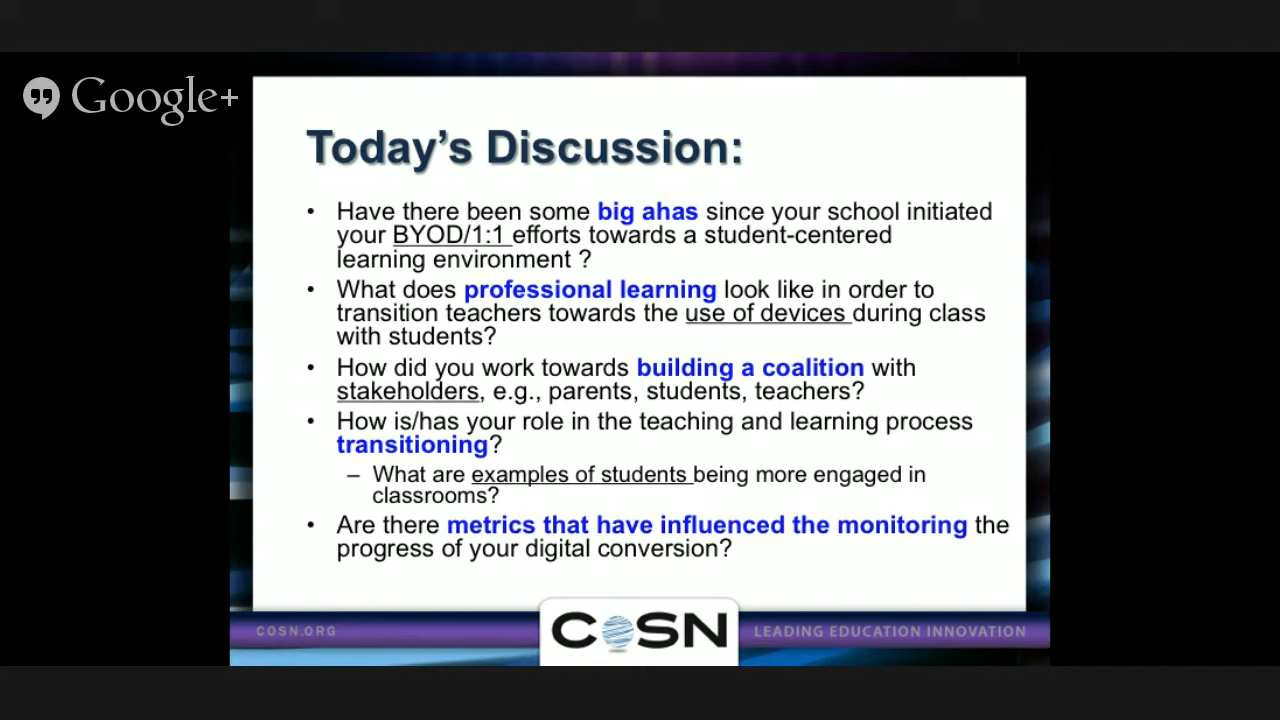 Google+
Today's Discussion:
• Have there been some big ahas since your school initiated
your BYOD/1:1 efforts towards a student-centered
learning environment ?
• What does professional learning look like in order to
transition teachers towards the use of devices during class
with students?
• How did you work towards building a coalition with
stakeholders, e.g., parents, students, teachers?
• How is/has your role in the teaching and learning process
transitioning?
– What are examples of students being more engaged in
classrooms?
• Are there metrics that have influenced the monitoring the
progress of your digital conversion?
COSN.ORG
COSN
LEADING EDUCATION INNOVATION